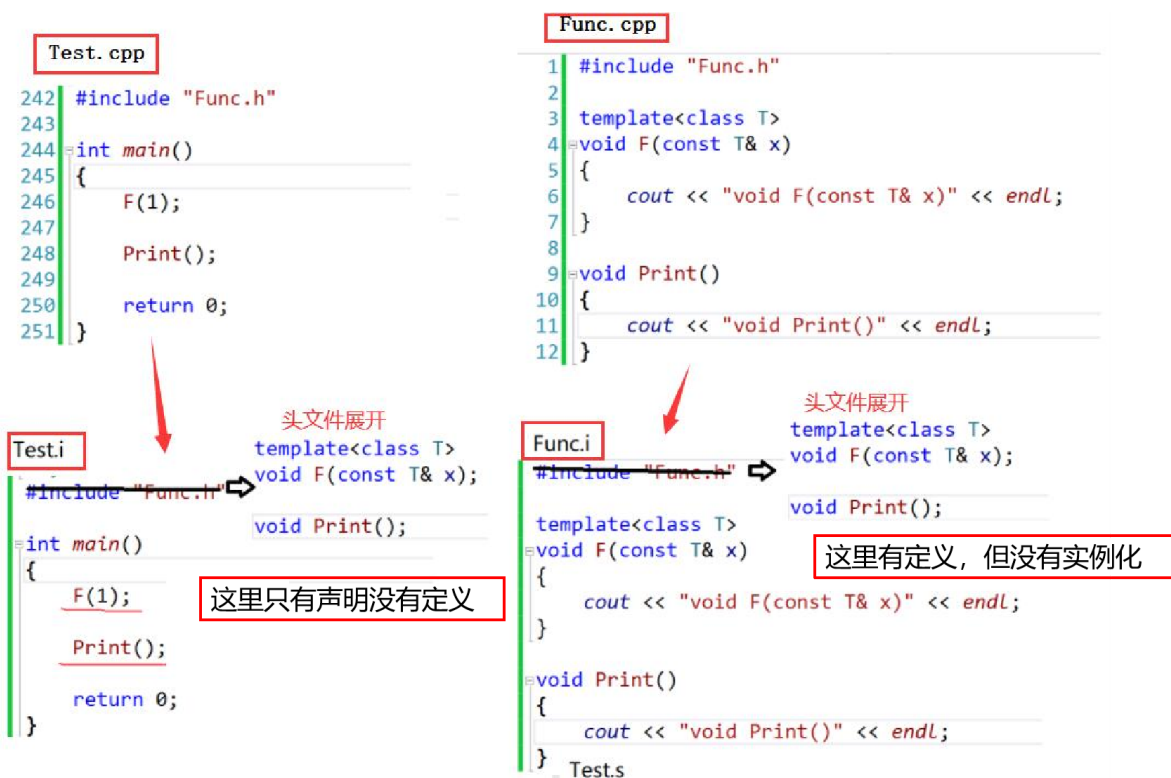 Test.cpp
242 #include "Func.h"
243
244 int main()
245 {
246 F(1);
247
248 Print();
249
250 return 0;
251 }
Func.cpp
1 #include "Func.h"
2
3 template<class T>
4 void F(const T& x)
5 {
6 cout << "void F(const T& x)" << endl;
7 }
8
9 void Print()
10 {
11 cout << "void Print()" << endl;
12 }
Test.i
#include "Func.h"
头文件展开
template<class T>
void F(const T& x);
void Print();
int main()
{
F(1);
Print();
return 0;
}
这里只有声明没有定义
Func.i
#include "Func.h"
头文件展开
template<class T>
void F(const T& x);
void Print();
template<class T>
void F(const T& x)
{
cout << "void F(const T& x)" << endl;
}
void Print()
{
cout << "void Print()" << endl;
}
这里有定义，但没有实例化
Test.s